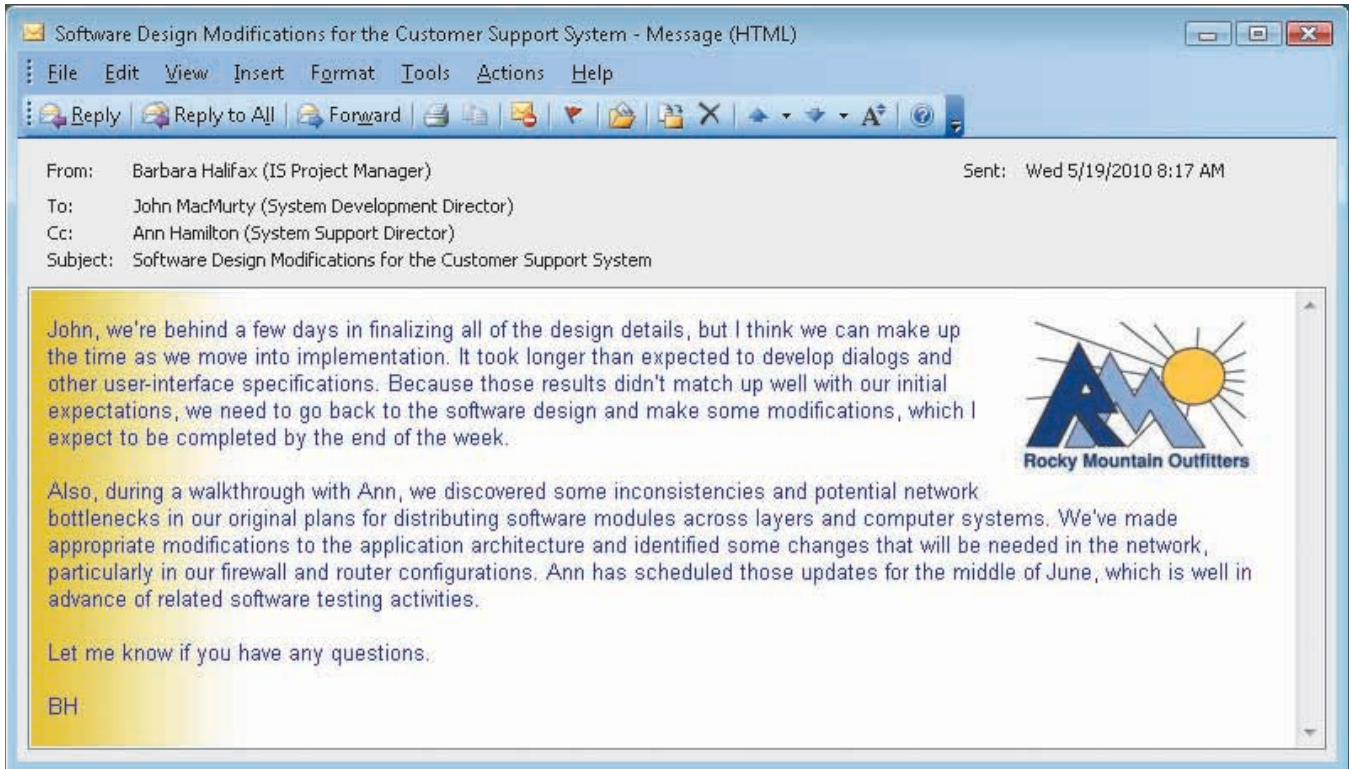 Software Design Modifications for the Customer Support System - Message (HTML)
File Edit View Insert Format Tools Actions Help
Reply Reply to All Forward
From: Barbara Halifax (IS Project Manager) Sent: Wed 5/19/2010 8:17 AM
To: John MacMurty (System Development Director)
Cc: Ann Hamilton (System Support Director)
Subject: Software Design Modifications for the Customer Support System
John, we're behind a few days in finalizing all of the design details, but I think we can make up
the time as we move into implementation. It took longer than expected to develop dialogs and
other user-interface specifications. Because those results didn't match up well with our initial
expectations, we need to go back to the software design and make some modifications, which I
expect to be completed by the end of the week.
RMO
Rocky Mountain Outfitters
Also, during a walkthrough with Ann, we discovered some inconsistencies and potential network
bottlenecks in our original plans for distributing software modules across layers and computer systems. We've made
appropriate modifications to the application architecture and identified some changes that will be needed in the network,
particularly in our firewall and router configurations. Ann has scheduled those updates for the middle of June, which is well in
advance of related software testing activities.
Let me know if you have any questions.
BH